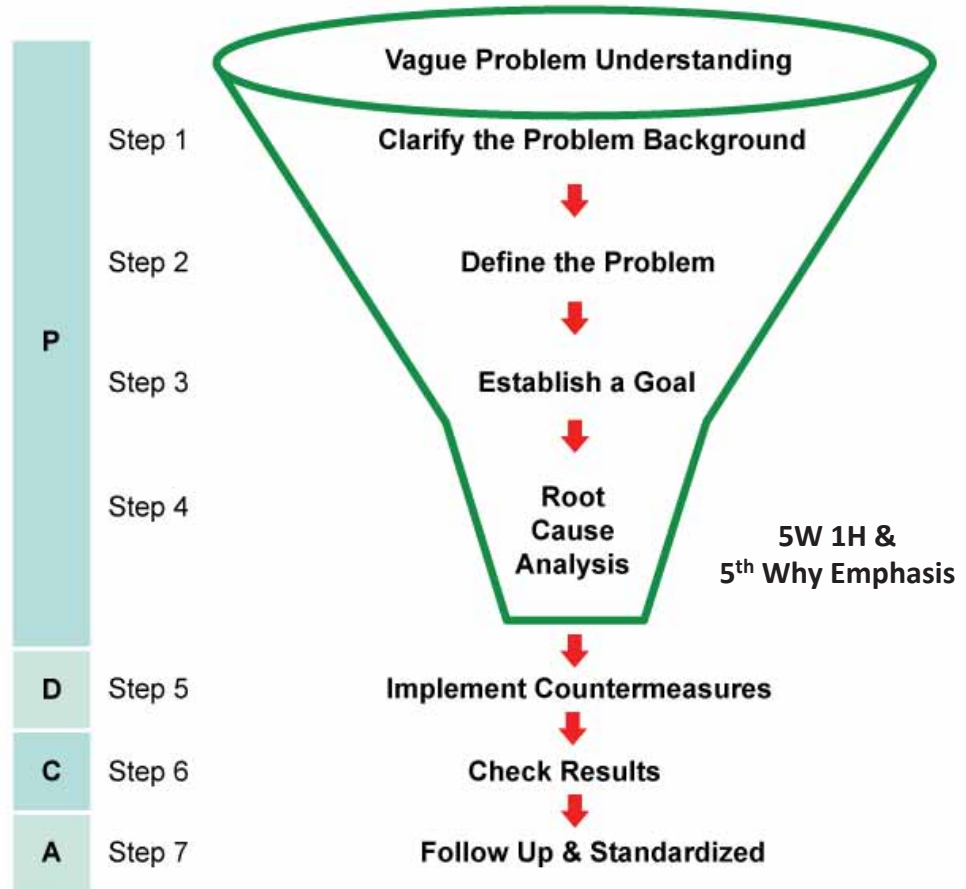 Vague Problem Understanding
Step 1 Clarify the Problem Background
Step 2 Define the Problem
P
Step 3 Establish a Goal
Step 4 Root
Cause
Analysis
5W 1H &
5th Why Emphasis
D Step 5 Implement Countermeasures
C Step 6 Check Results
A Step 7 Follow Up & Standardized